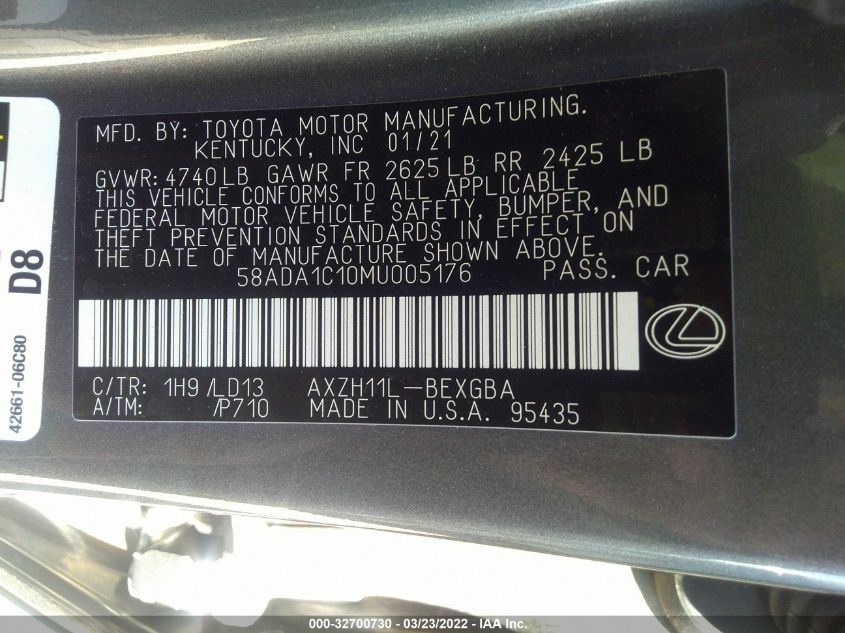 MFD. BY: TOYOTA MOTOR MANUFACTURING.
KENTUCKY, INC 01/21
GVWR: 4740LB GAWR FR 2625LB RR 2425 LB
THIS VEHICLE CONFORMS TO ALL APPLICABLE
FEDERAL MOTOR VEHICLE SAFETY, BUMPER, AND
THEFT PREVENTION STANDARDS IN EFFECT ON
THE DATE OF MANUFACTURE SHOWN ABOVE.
58ADA1C10MU005176 PASS. CAR
C/TR: 1H9 /LD13 AXZH11L-BEXGBA
A/TM: /P710 MADE IN U.S.A. 95435
D8
42661-06C80
000-32700730 - 03/23/2022 - IAA Inc.